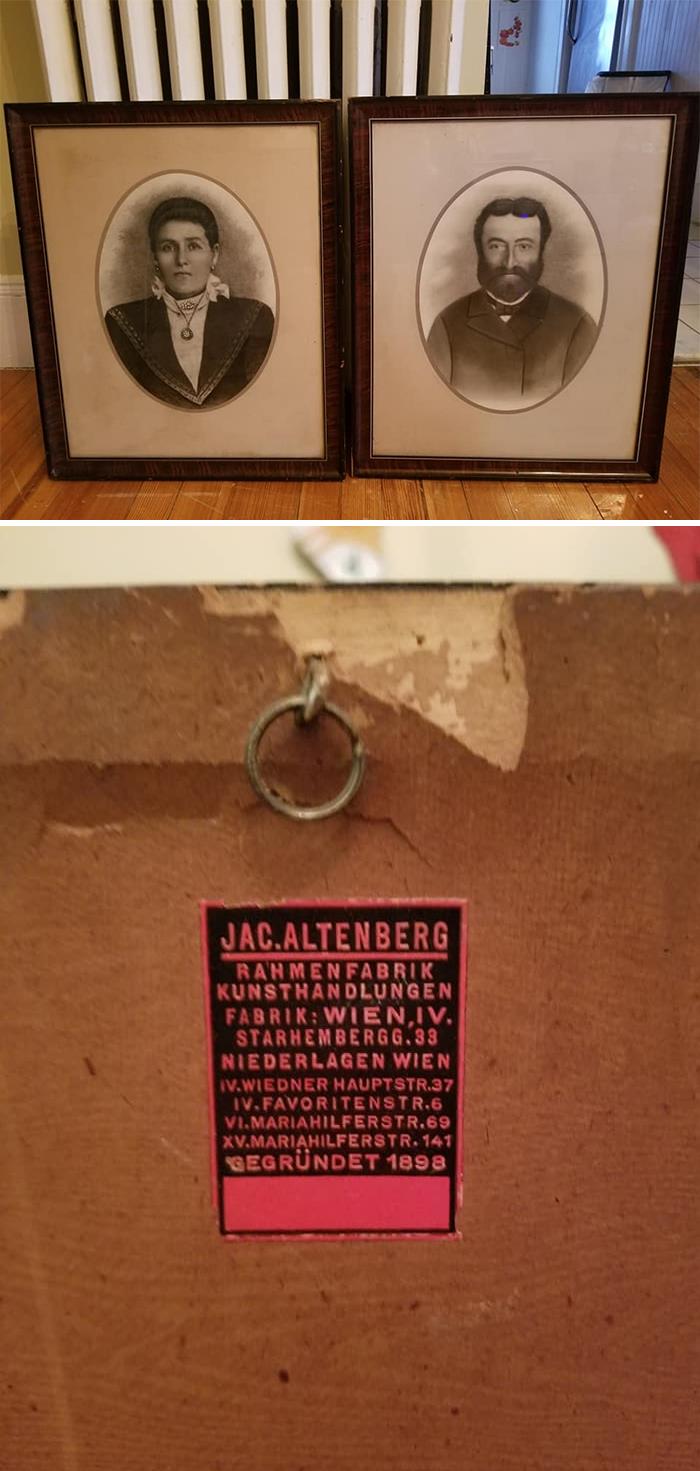 JAC.ALTENBERG
RAHMENFABRIK
KUNSTHANDLUNGEN
FABRIK: WIEN, IV.
STARHEMBERGG.33
NIEDERLAGEN WIEN
IV.WIEDNER HAUPTSTR.37
IV.FAVORITENSTR.6
VI.MARIAHILFERSTR.69
XV.MARIAHILFERSTR.141
GEGRÜNDET 1898